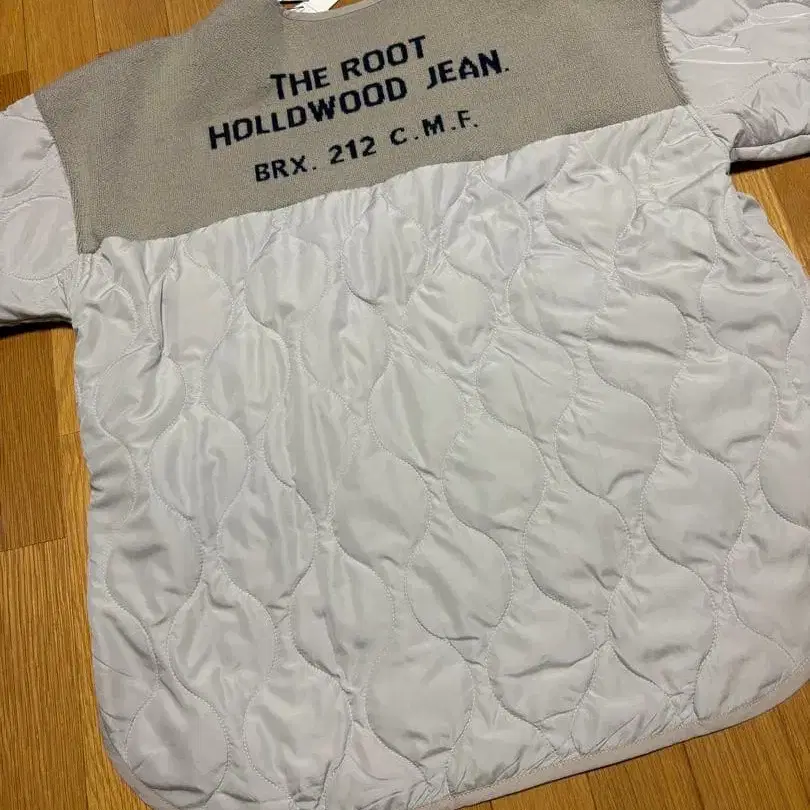 THE ROOT
HOLLDWOOD JEAN.
BRX. 212 C.M.F.